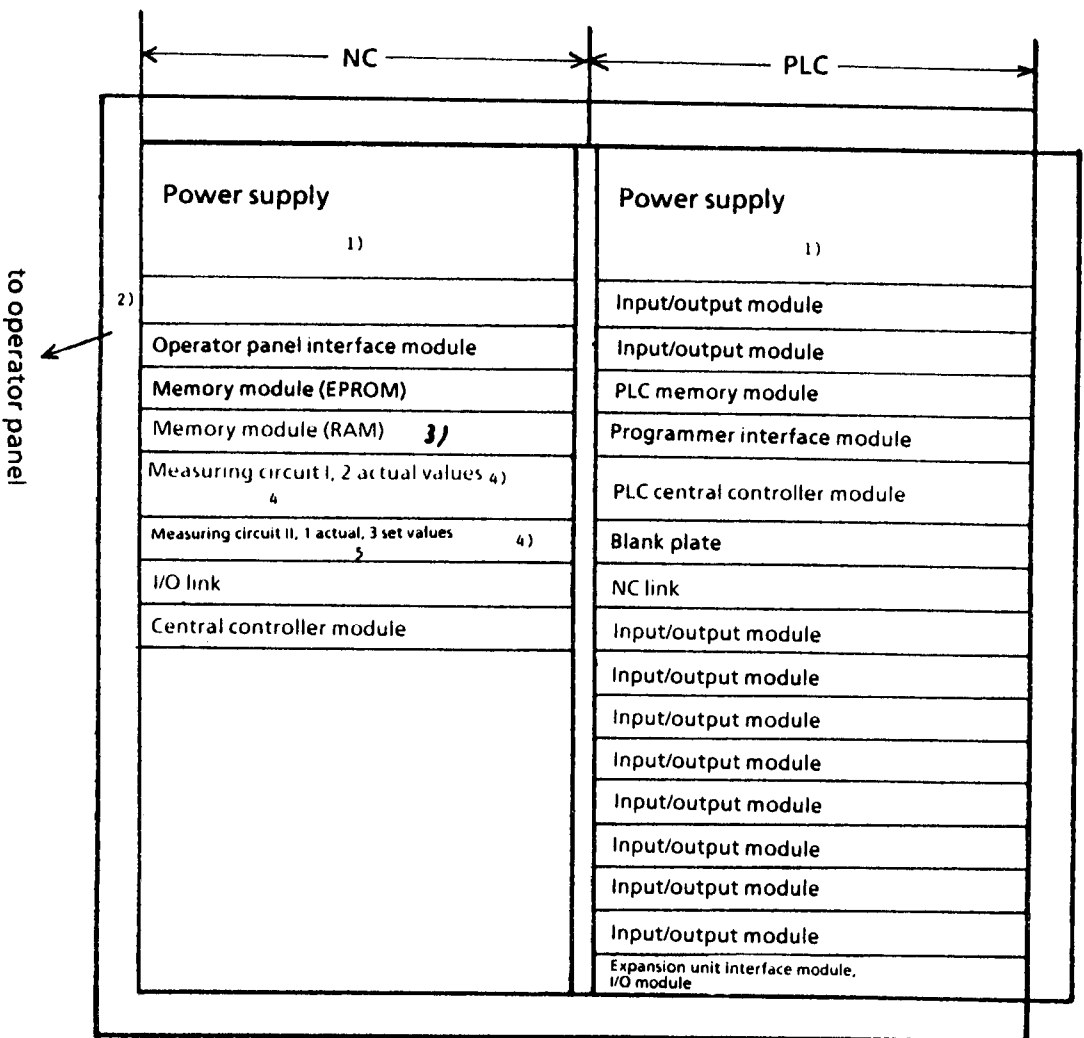 NC
PLC
to operator panel
2)
Power supply
1)
Operator panel interface module
Memory module (EPROM)
Memory module (RAM) 3)
Measuring circuit I, 2 actual values 4)
4
Measuring circuit II, 1 actual, 3 set values 4)
5
I/O link
Central controller module
Power supply
1)
Input/output module
Input/output module
PLC memory module
Programmer interface module
PLC central controller module
Blank plate
NC link
Input/output module
Input/output module
Input/output module
Input/output module
Input/output module
Input/output module
Input/output module
Input/output module
Expansion unit interface module,
I/O module